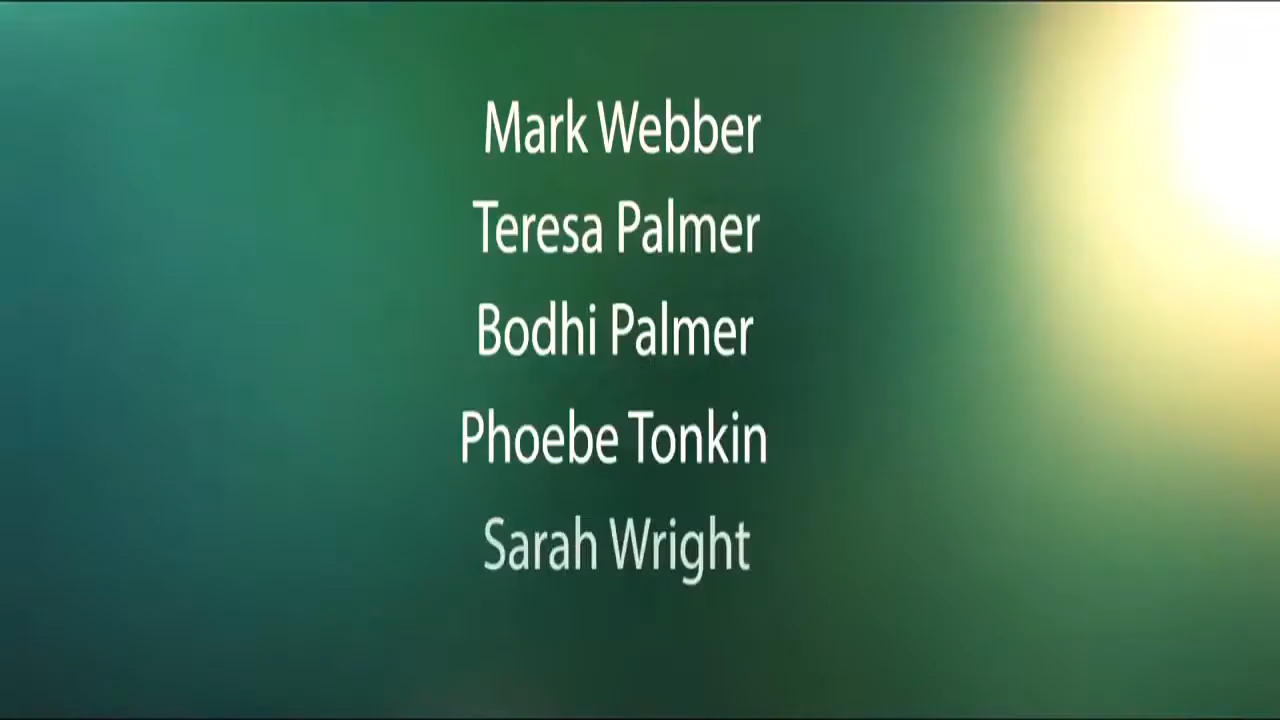 Mark Webber
Teresa Palmer
Bodhi Palmer
Phoebe Tonkin
Sarah Wright